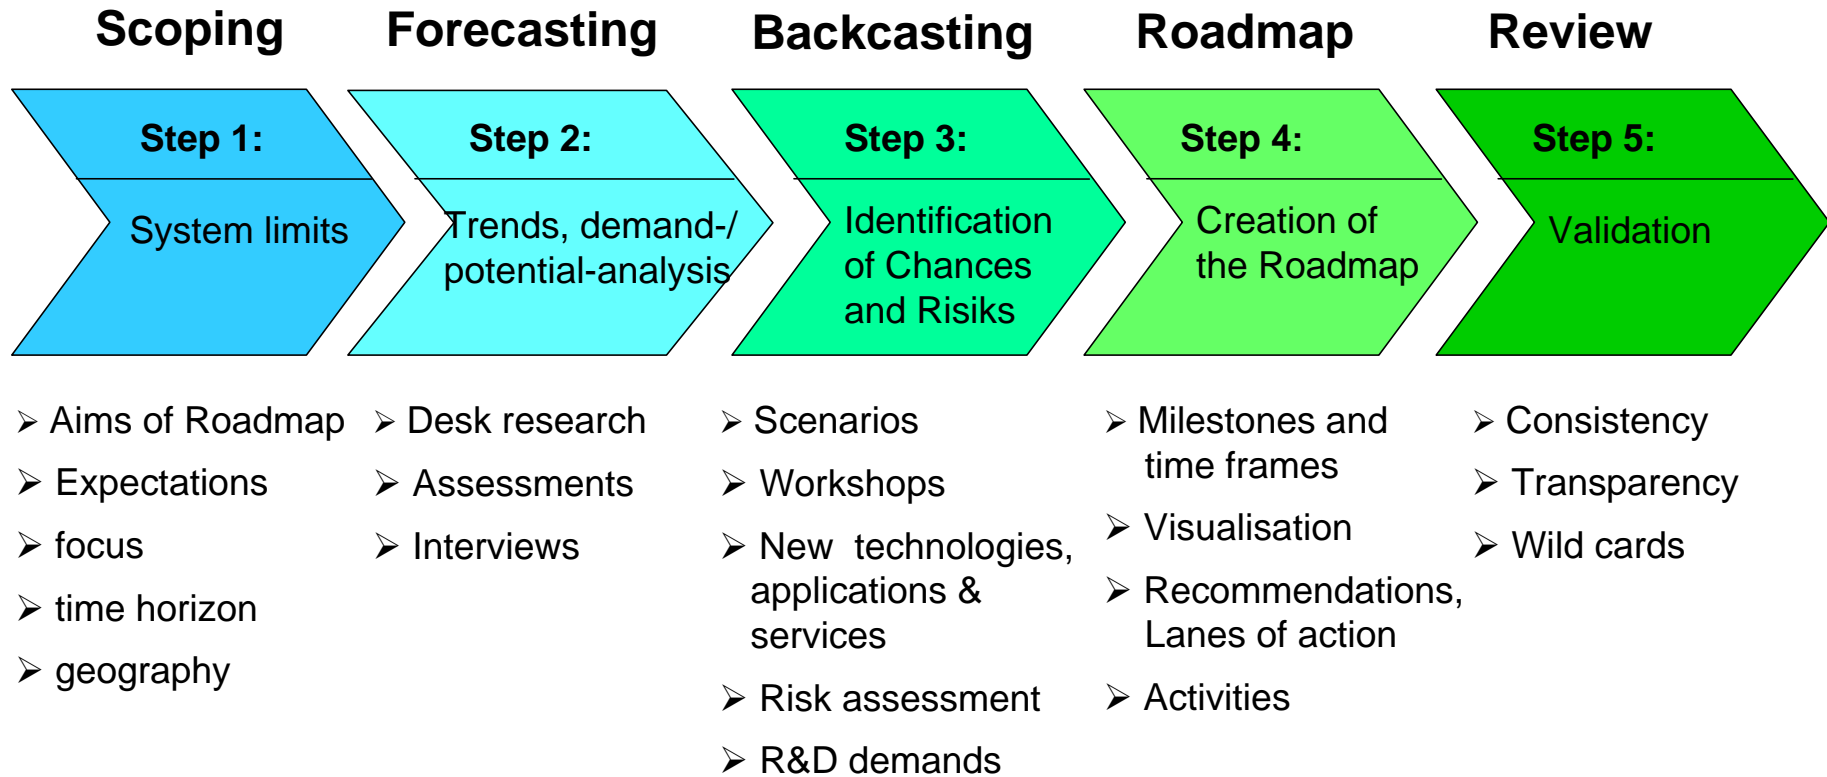 Scoping
Forecasting
Backcasting
Roadmap
Review
Step 1:
System limits
Step 2:
Trends, demand-/
potential-analysis
Step 3:
Identification
of Chances
and Risiks
Step 4:
Creation of
the Roadmap
Step 5:
Validation
➢ Aims of Roadmap
➢ Expectations
➢ focus
➢ time horizon
➢ geography
➢ Desk research
➢ Assessments
➢ Interviews
➢ Scenarios
➢ Workshops
➢ New  technologies,
applications &
services
➢ Risk assessment
➢ R&D demands
➢ Milestones and
time frames
➢ Visualisation
➢ Recommendations,
Lanes of action
➢ Activities
➢ Consistency
➢ Transparency
➢ Wild cards